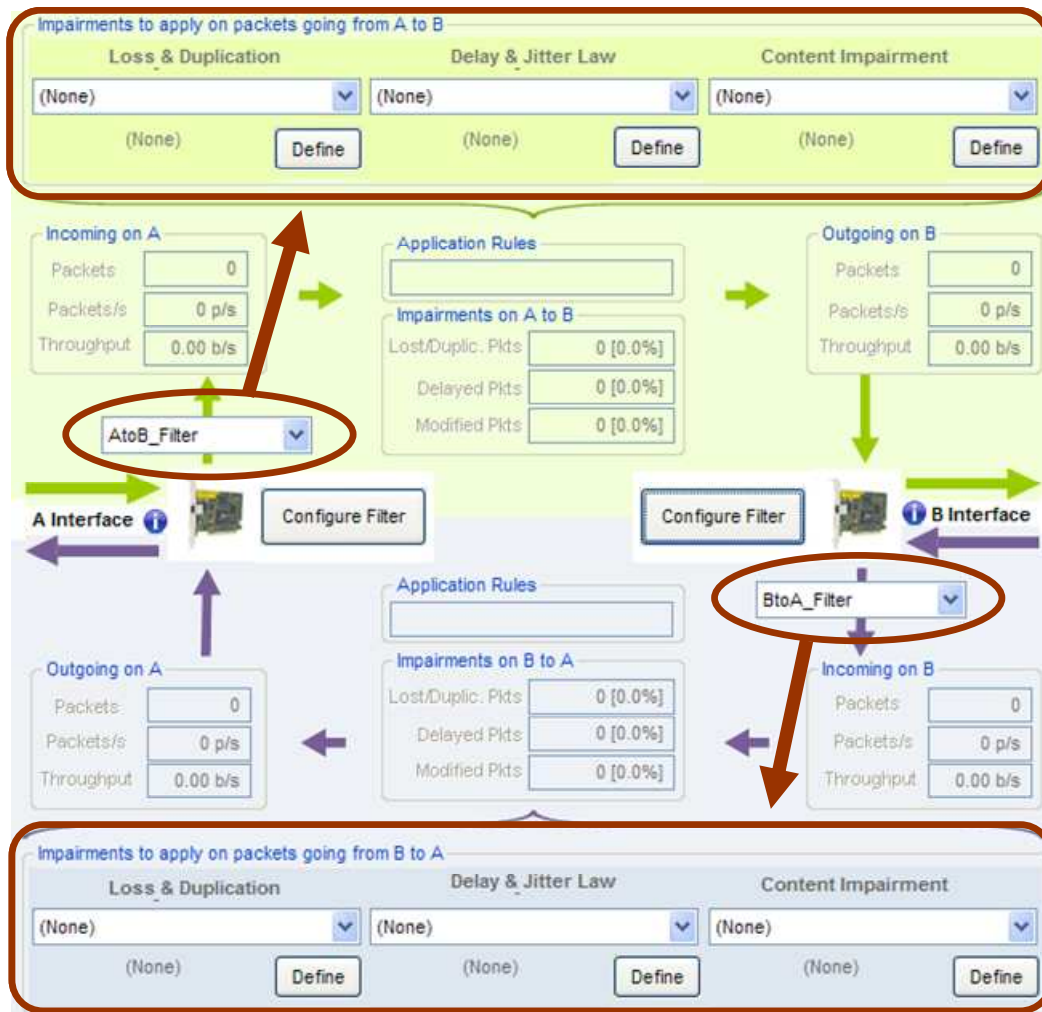 Impairments to apply on packets going from A to B
Loss & Duplication Delay & Jitter Law Content Impairment
(None) (None) (None)
(None) Define (None) Define (None) Define
Incoming on A
Packets 0
Packets/s 0 p/s
Throughput 0.00 b/s
Application Rules
Impairments on A to B
Lost/Duplic. Pkts 0 [0.0%]
Delayed Pkts 0 [0.0%]
Modified Pkts 0 [0.0%]
Outgoing on B
Packets 0
Packets/s 0 p/s
Throughput 0.00 b/s
AtoB_Filter
A Interface Configure Filter Configure Filter B Interface
BtoA_Filter
Outgoing on A
Packets 0
Packets/s 0 p/s
Throughput 0.00 b/s
Application Rules
Impairments on B to A
Lost/Duplic. Pkts 0 [0.0%]
Delayed Pkts 0 [0.0%]
Modified Pkts 0 [0.0%]
Incoming on B
Packets 0
Packets/s 0 p/s
Throughput 0.00 b/s
Impairments to apply on packets going from B to A
Loss & Duplication Delay & Jitter Law Content Impairment
(None) (None) (None)
(None) Define (None) Define (None) Define